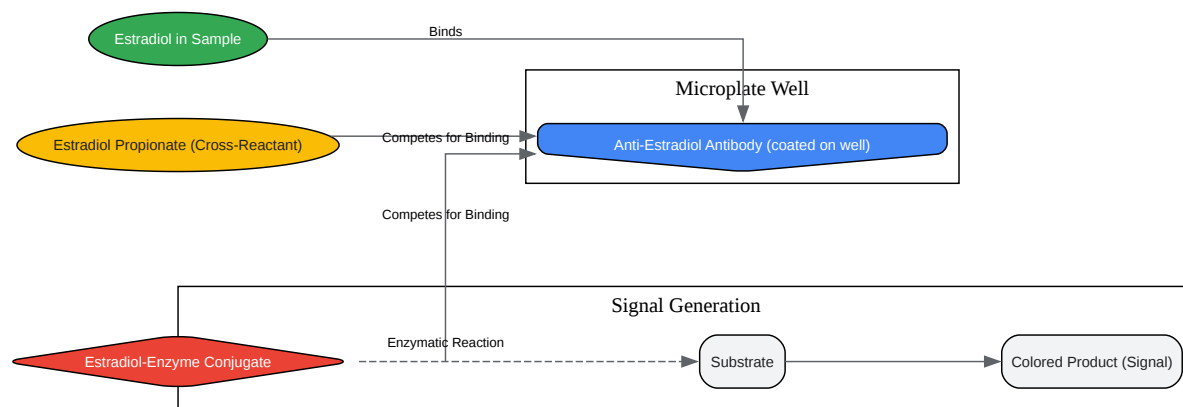 Estradiol in Sample
Binds
Microplate Well
Estradiol Propionate (Cross-Reactant)
Competes for Binding
Anti-Estradiol Antibody (coated on well)
Competes for Binding
Signal Generation
Enzymatic Reaction
Estradiol-Enzyme Conjugate
Substrate
Colored Product (Signal)